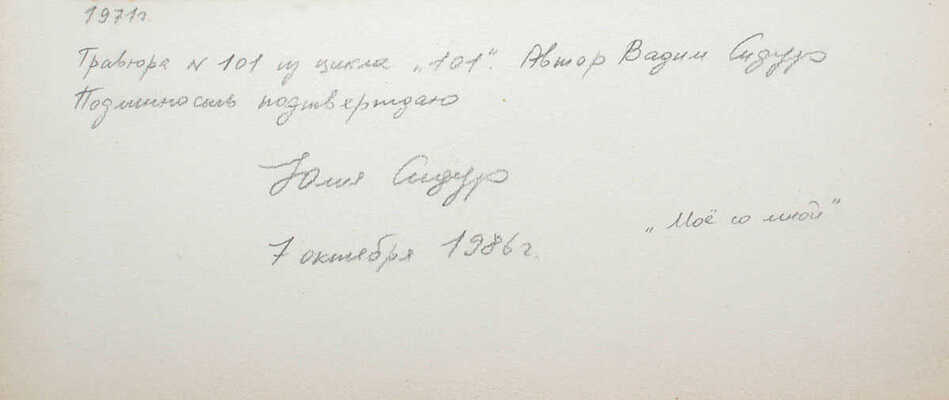 1971г.
Гравюра N 101 из цикла „101“. Автор Вадим Сидур
Подлинность подтверждаю
Юлия Сидур
„Моё со мной“
7 октября 1986г.